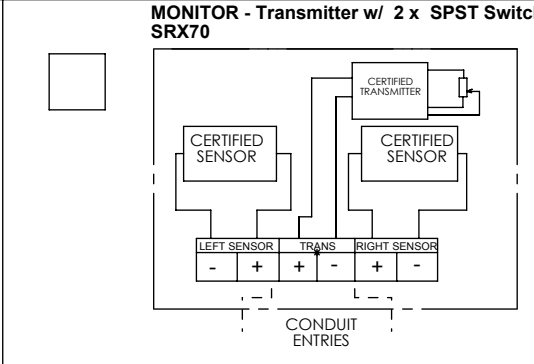 MONITOR - Transmitter w/ 2 x SPST Switc
SRX70
CERTIFIED
TRANSMITTER
CERTIFIED
SENSOR
CERTIFIED
SENSOR
LEFT SENSOR TRANS RIGHT SENSOR
- + + - + -
CONDUIT
ENTRIES